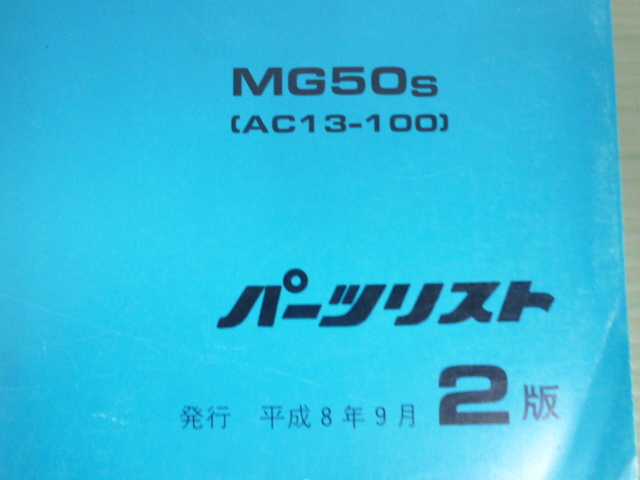 MG50s
(AC13-100)
パーツリスト
発行 平成8年9月 2版